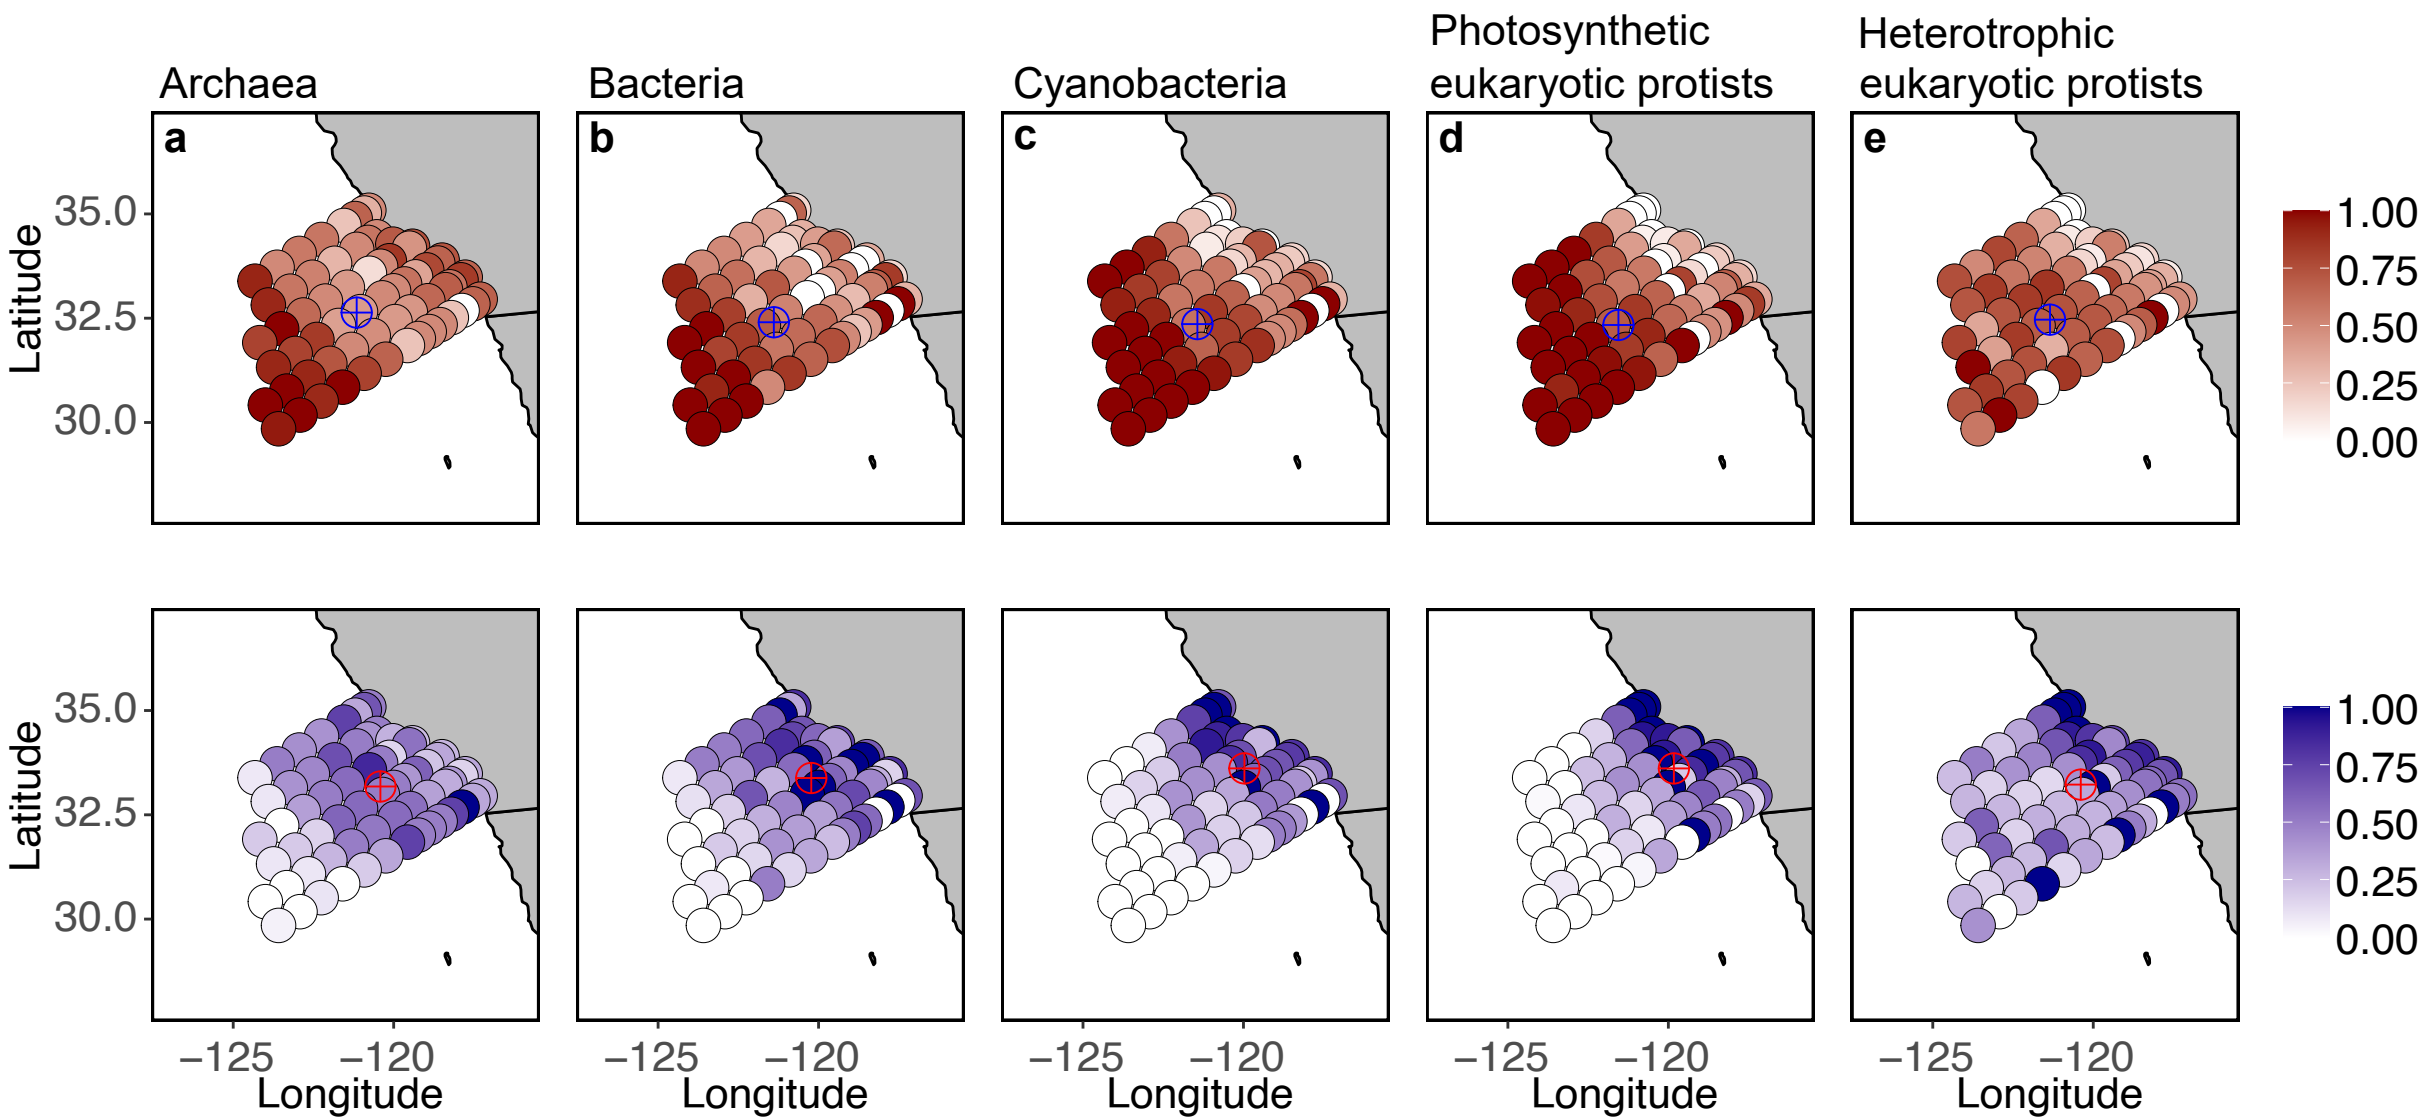 Photosynthetic
eukaryotic protists
Heterotrophic
eukaryotic protists
Archaea
Bacteria
Cyanobacteria
a
b
c
d
e
Latitude
35.0
32.5
30.0
1.00
0.75
0.50
0.25
0.00
Latitude
35.0
32.5
30.0
1.00
0.75
0.50
0.25
0.00
−125 −120
−125 −120
−125 −120
−125 −120
−125 −120
Longitude
Longitude
Longitude
Longitude
Longitude